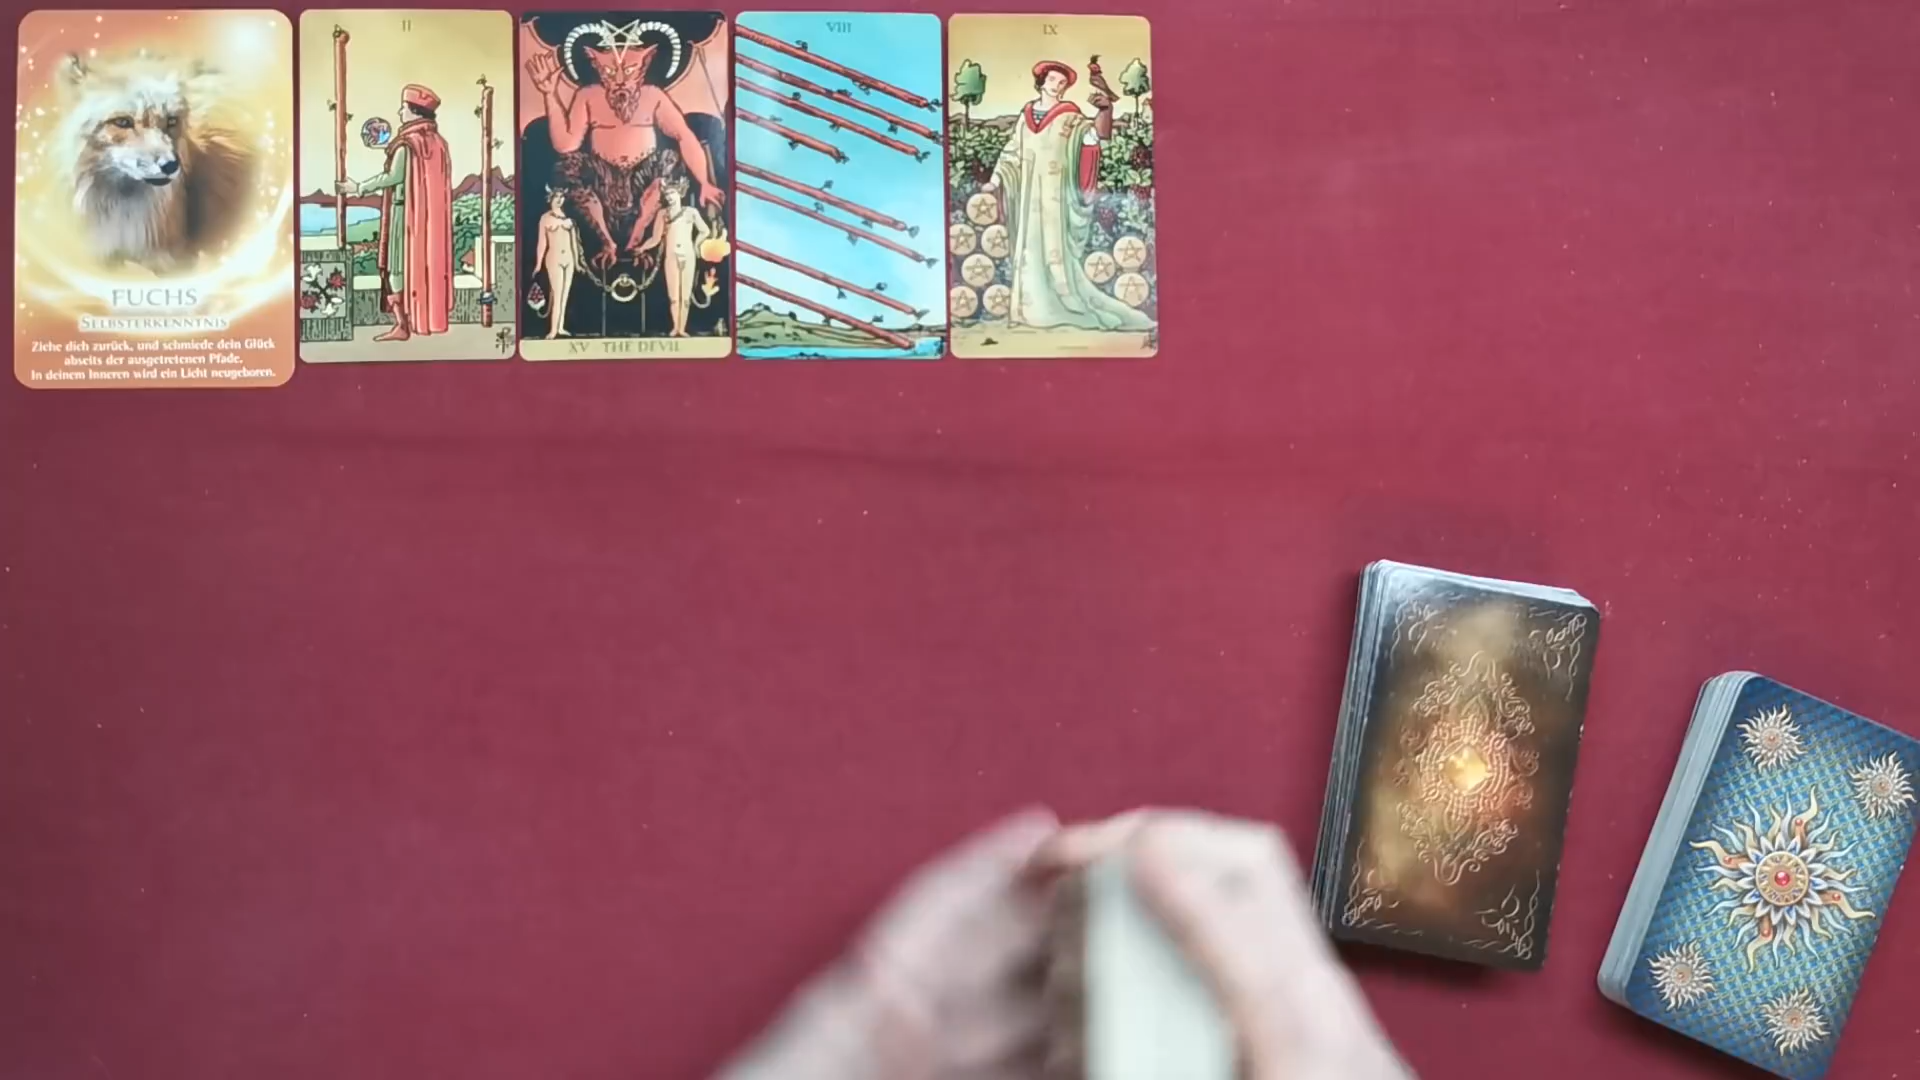 FUCHS
SELBSTERKENNTNIS
Ziehe dich zurück, und schmiede dein Glück
abseits der ausgetretenen Pfade.
In deinem Inneren wird ein Licht neugeboren.
II
XV THE DEVIL
VIII
IX